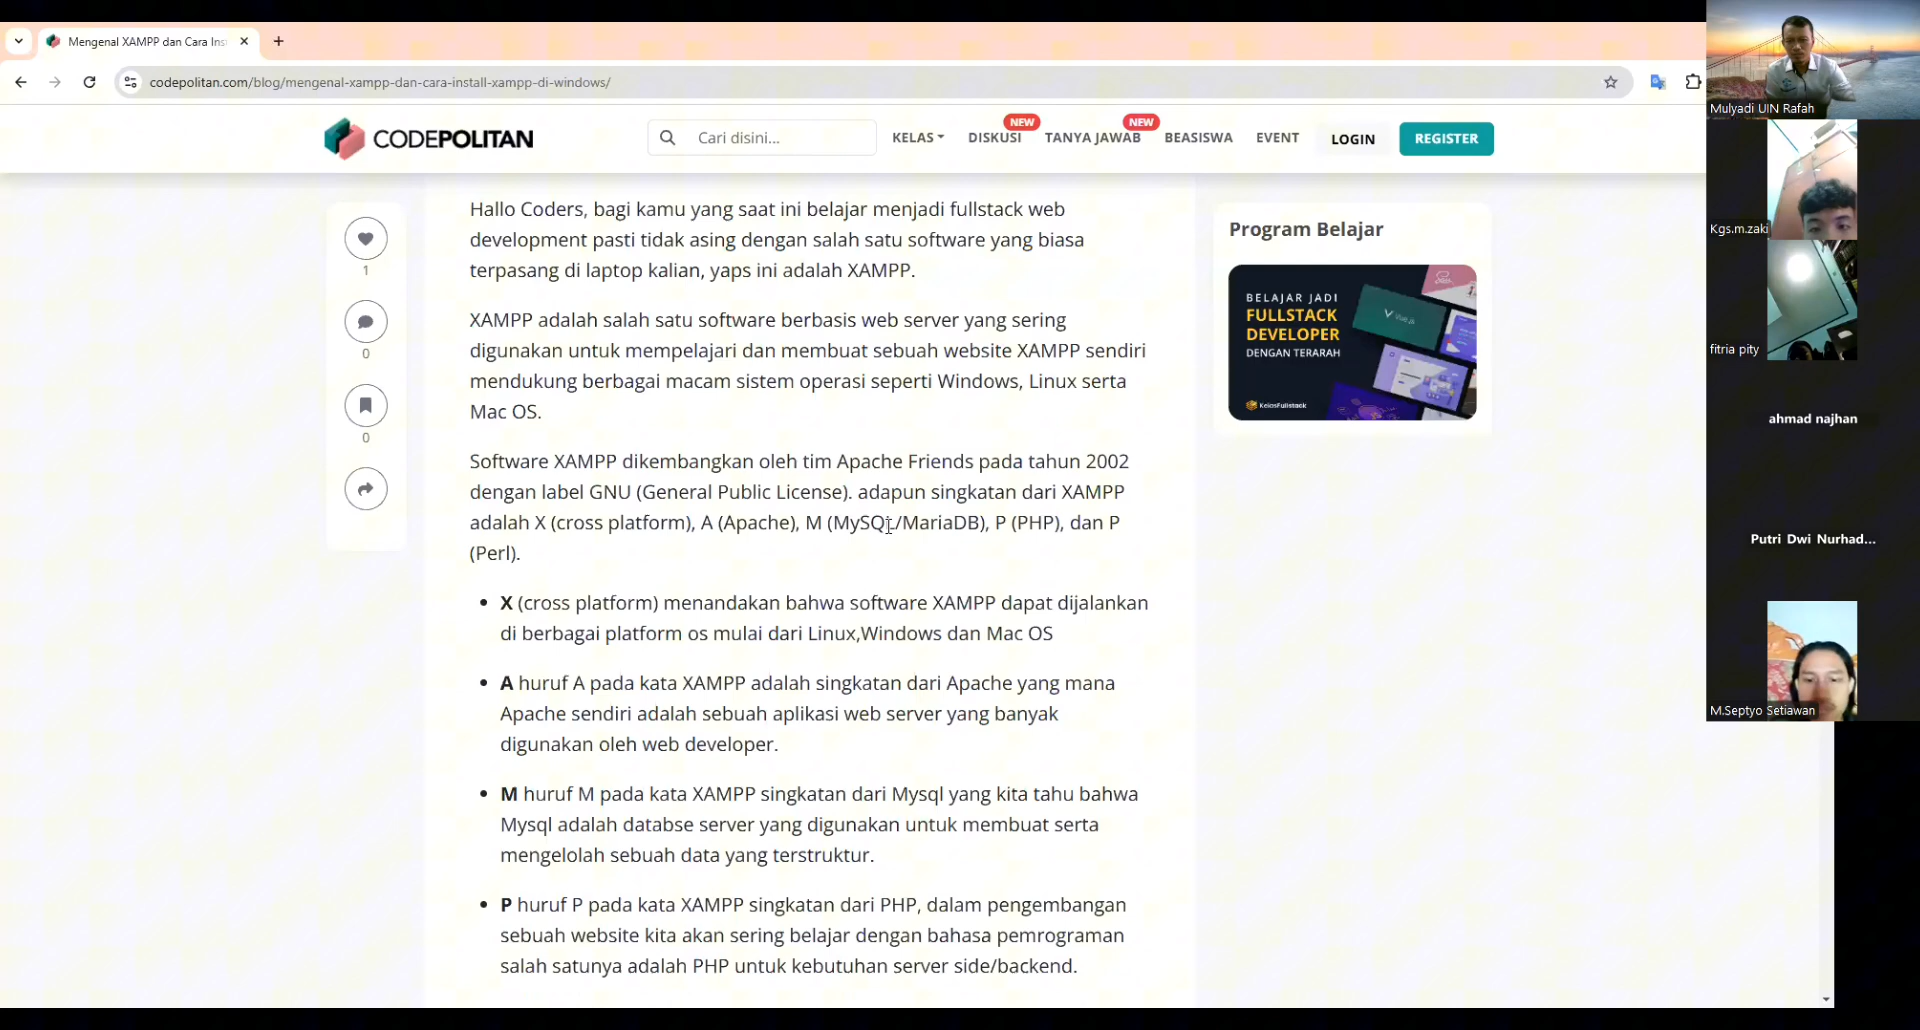 Mengenal XAMPP dan Cara Ins
codepolitan.com/blog/mengenal-xampp-dan-cara-install-xampp-di-windows/
CODEPOLITAN
Cari disini...
KELAS
DISKUSI
NEW
TANYA JAWAB
NEW
BEASISWA
EVENT
LOGIN
REGISTER
1
0
0
Hallo Coders, bagi kamu yang saat ini belajar menjadi fullstack web
development pasti tidak asing dengan salah satu software yang biasa
terpasang di laptop kalian, yaps ini adalah XAMPP.
XAMPP adalah salah satu software berbasis web server yang sering
digunakan untuk mempelajari dan membuat sebuah website XAMPP sendiri
mendukung berbagai macam sistem operasi seperti Windows, Linux serta
Mac OS.
Software XAMPP dikembangkan oleh tim Apache Friends pada tahun 2002
dengan label GNU (General Public License). adapun singkatan dari XAMPP
adalah X (cross platform), A (Apache), M (MySQL/MariaDB), P (PHP), dan P
(Perl).
• X (cross platform) menandakan bahwa software XAMPP dapat dijalankan
di berbagai platform os mulai dari Linux,Windows dan Mac OS
• A huruf A pada kata XAMPP adalah singkatan dari Apache yang mana
Apache sendiri adalah sebuah aplikasi web server yang banyak
digunakan oleh web developer.
• M huruf M pada kata XAMPP singkatan dari Mysql yang kita tahu bahwa
Mysql adalah databse server yang digunakan untuk membuat serta
mengelolah sebuah data yang terstruktur.
• P huruf P pada kata XAMPP singkatan dari PHP, dalam pengembangan
sebuah website kita akan sering belajar dengan bahasa pemrograman
salah satunya adalah PHP untuk kebutuhan server side/backend.
Program Belajar
BELAJAR JADI
FULLSTACK
DEVELOPER
DENGAN TERARAH
KelasFullstack
Vue.js
Mulyadi UIN Rafah
Kgs.m.zaki
fitria pity
ahmad najhan
Putri Dwi Nurhad...
M.Septyo Setiawan